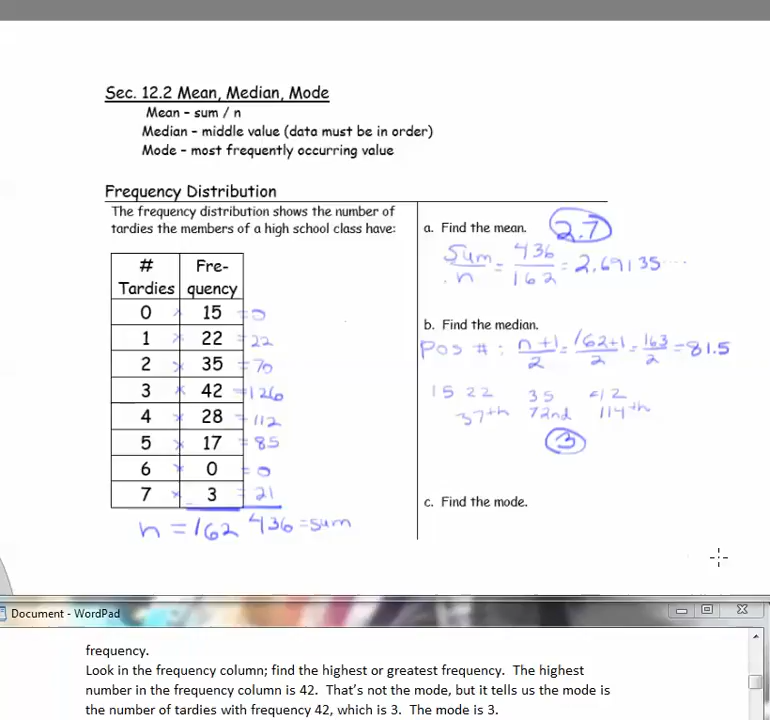 Sec. 12.2 Mean, Median, Mode
Mean – sum / n
Median – middle value (data must be in order)
Mode – most frequently occurring value
Frequency Distribution
The frequency distribution shows the number of
tardies the members of a high school class have:
# Fre-
Tardies quency
0 × 15 = 0
1 × 22 = 22
2 × 35 = 70
3 × 42 = 126
4 × 28 = 112
5 × 17 = 85
6 × 0 = 0
7 × 3 = 21
n = 162 436 = sum
a. Find the mean. 2.7
Sum/n = 436/162 = 2.69135...
b. Find the median.
Pos #: n+1/2 = 162+1/2 = 163/2 = 81.5
15 22 35 42
37th 72nd 114th
3
c. Find the mode.
Document - WordPad
frequency.
Look in the frequency column; find the highest or greatest frequency. The highest
number in the frequency column is 42. That's not the mode, but it tells us the mode is
the number of tardies with frequency 42, which is 3. The mode is 3.